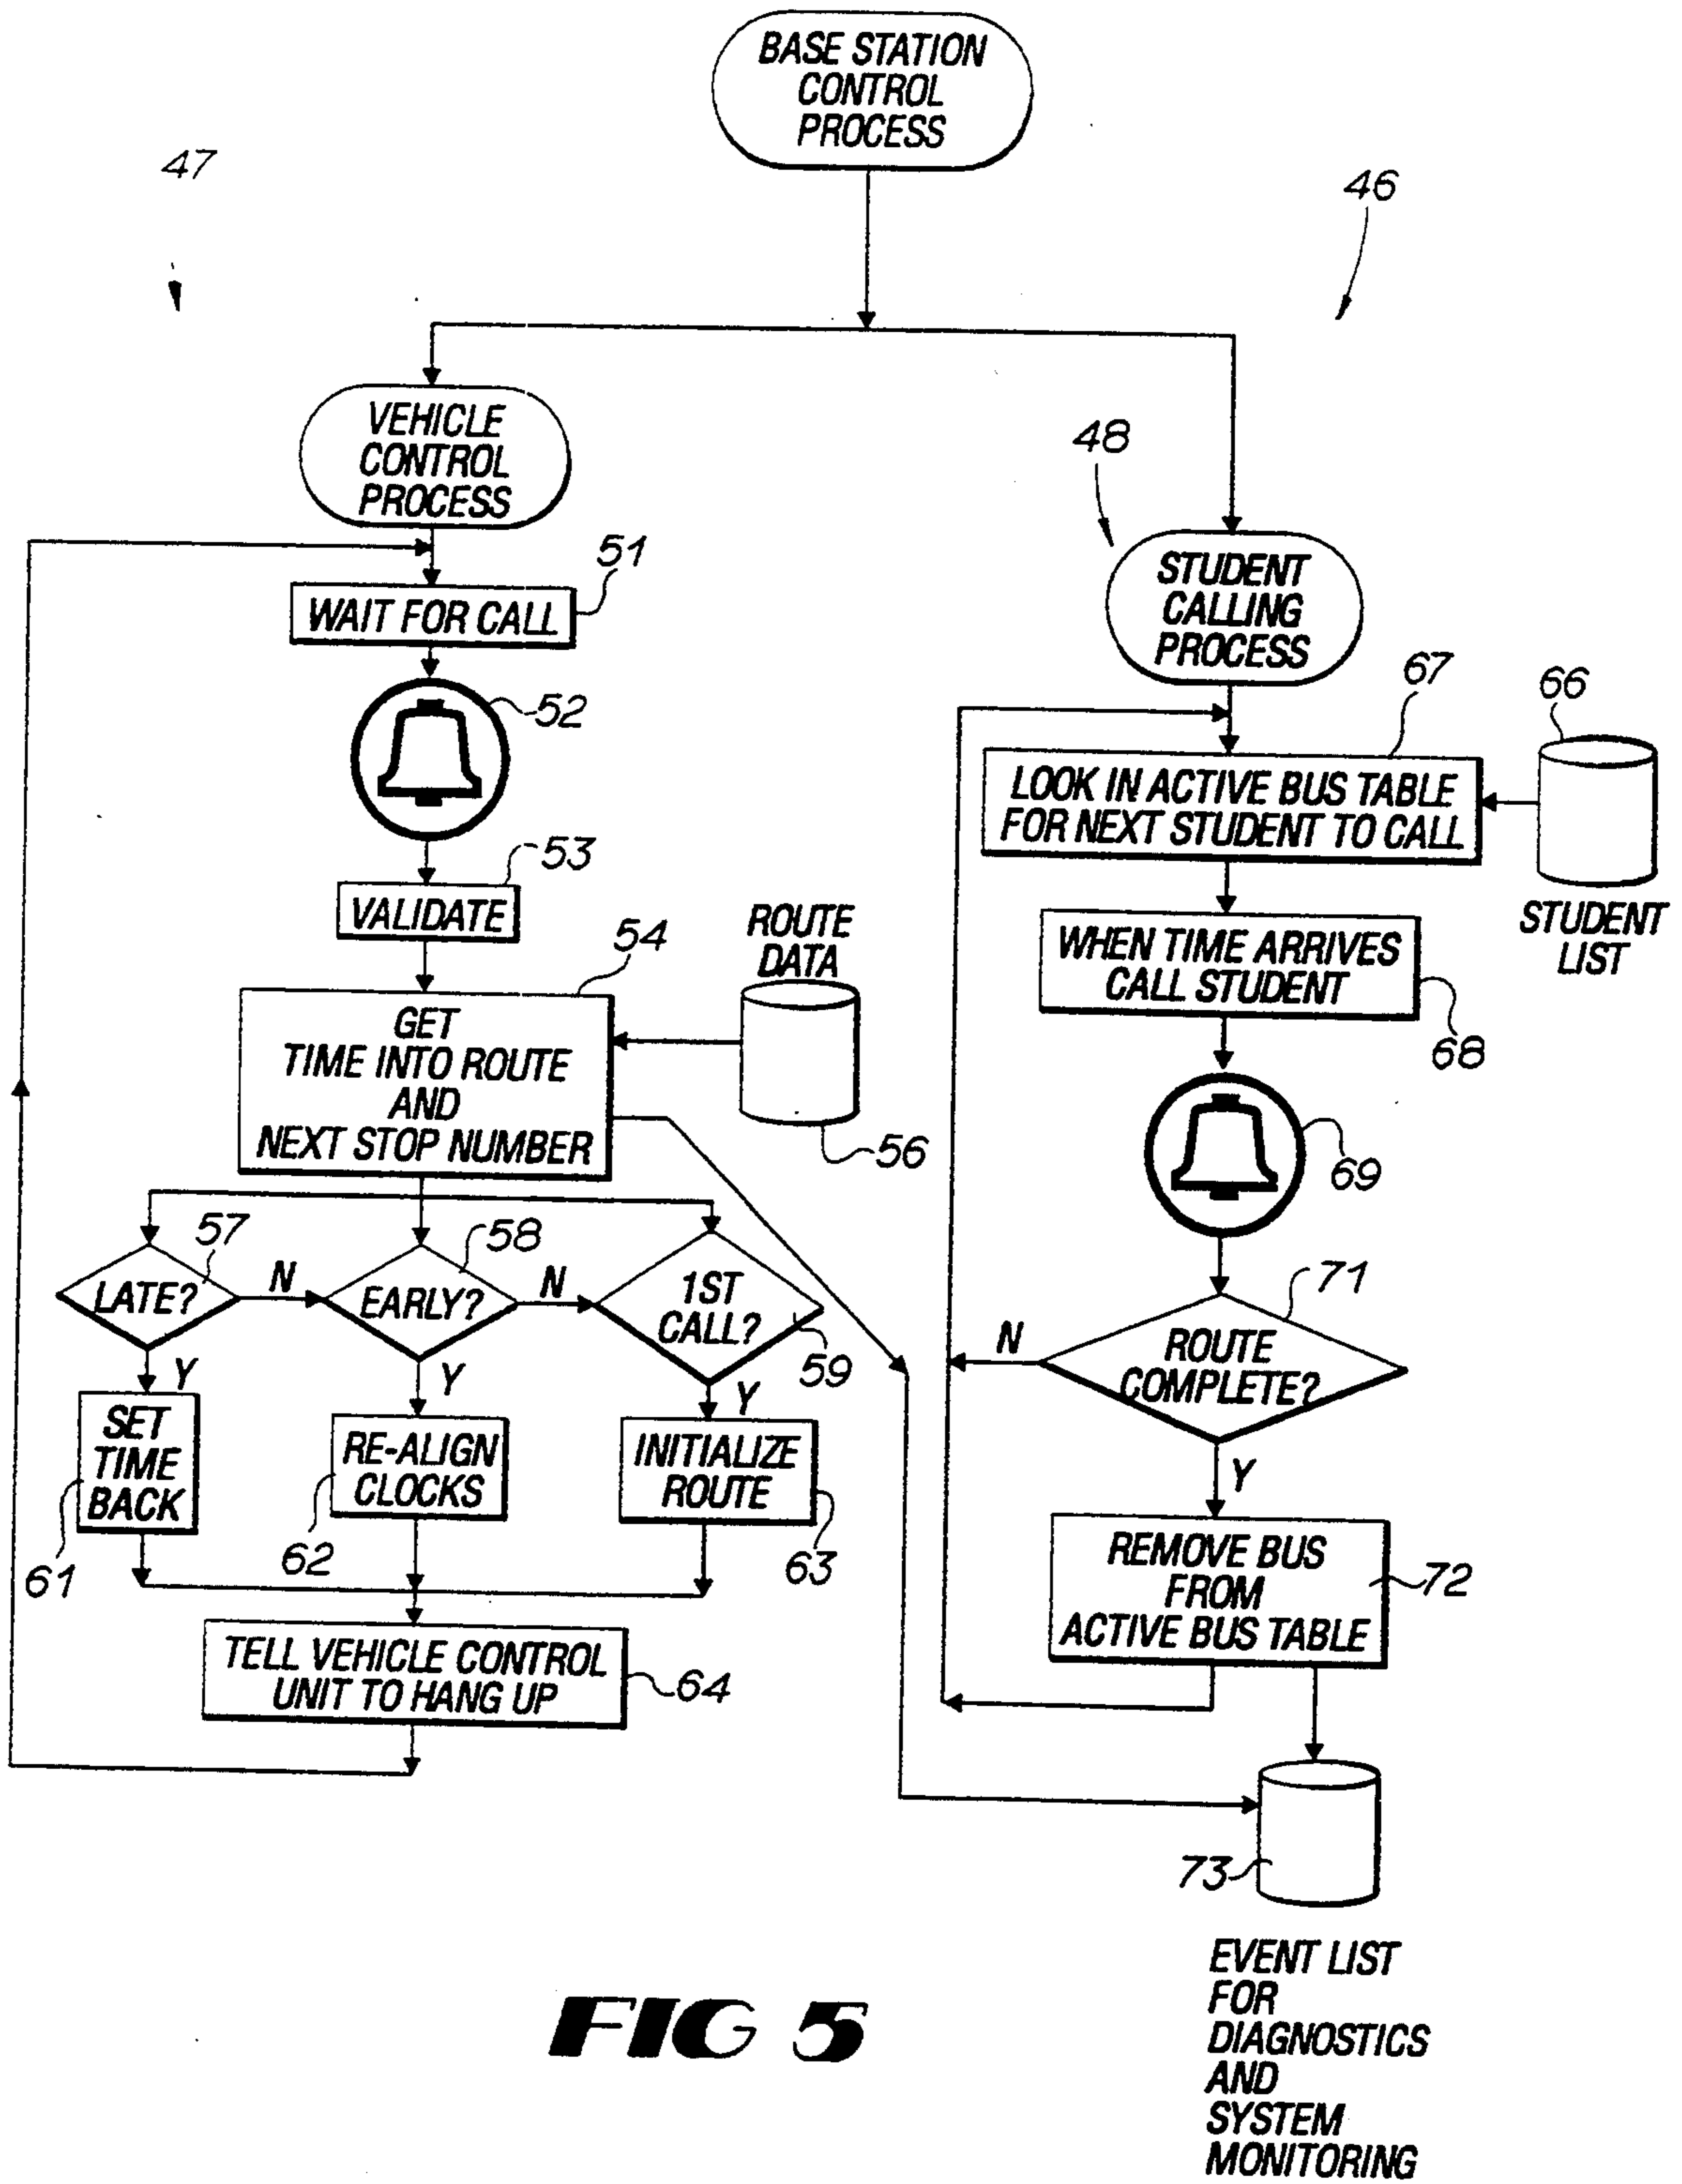 BASE STATION
CONTROL
PROCESS
47
46
VEHICLE
CONTROL
PROCESS
48
51
WAIT FOR CALL
STUDENT
CALLING
PROCESS
52
67
66
LOOK IN ACTIVE BUS TABLE
FOR NEXT STUDENT TO CALL
53
VALIDATE
STUDENT
LIST
54
ROUTE
DATA
WHEN TIME ARRIVES
CALL STUDENT
68
GET
TIME INTO ROUTE
AND
NEXT STOP NUMBER
56
69
57
58
LATE?
N
EARLY?
N
1ST
CALL?
59
71
N
ROUTE
COMPLETE?
Y
Y
Y
Y
SET
TIME
BACK
61
RE-ALIGN
CLOCKS
62
INITIALIZE
ROUTE
63
REMOVE BUS
FROM
ACTIVE BUS TABLE
72
TELL VEHICLE CONTROL
UNIT TO HANG UP
64
73
EVENT LIST
FOR
DIAGNOSTICS
AND
SYSTEM
MONITORING
FIG 5